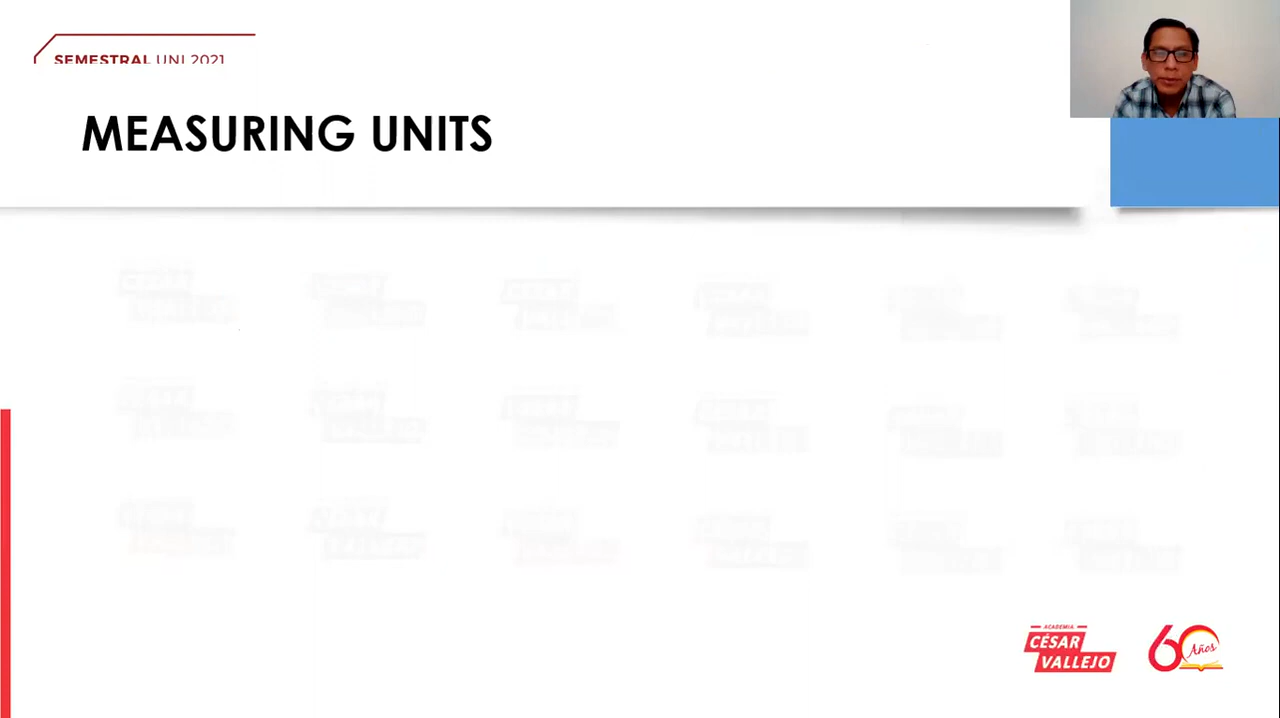 SEMESTRAL UNI 2021
MEASURING UNITS
ACADEMIA
CÉSAR
VALLEJO
60
Años